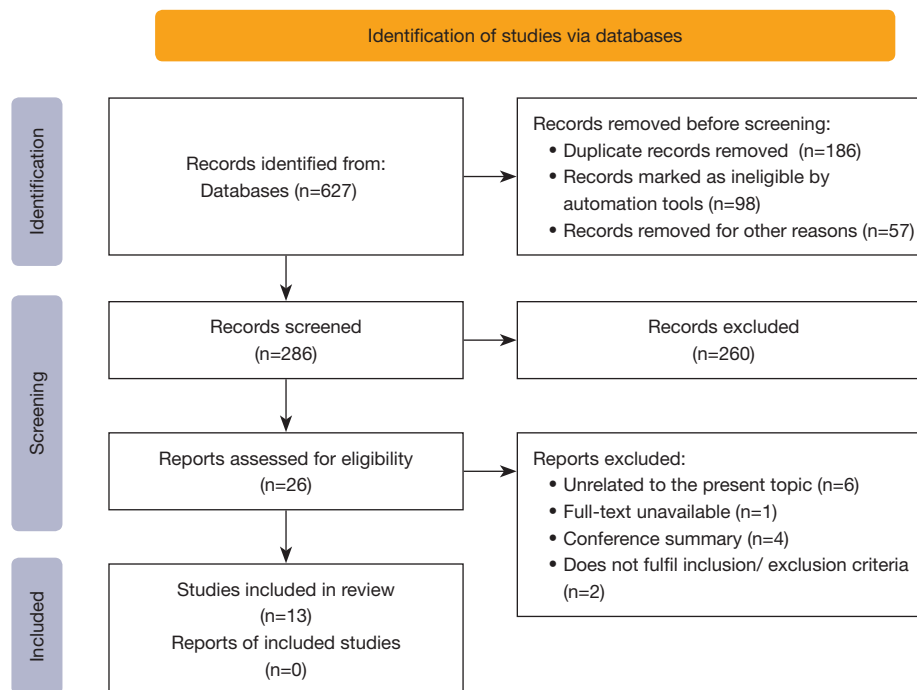 Identification of studies via databases
Identification
Records identified from:
Databases (n=627)
Records removed before screening:
• Duplicate records removed (n=186)
• Records marked as ineligible by
automation tools (n=98)
• Records removed for other reasons (n=57)
Screening
Records screened
(n=286)
Records excluded
(n=260)
Reports assessed for eligibility
(n=26)
Reports excluded:
• Unrelated to the present topic (n=6)
• Full-text unavailable (n=1)
• Conference summary (n=4)
• Does not fulfil inclusion/ exclusion criteria
(n=2)
Included
Studies included in review
(n=13)
Reports of included studies
(n=0)